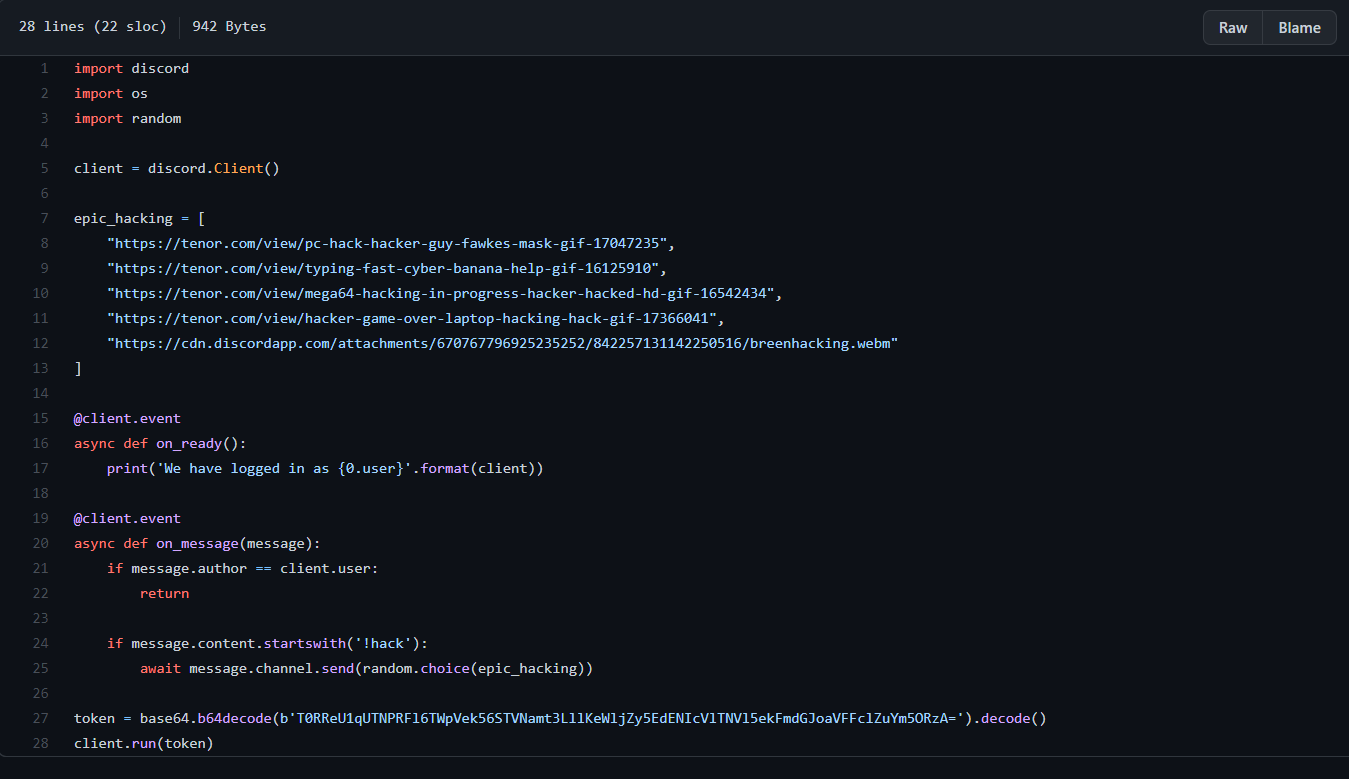 28 lines (22 sloc) 942 Bytes Raw Blame
1 import discord
2 import os
3 import random
4
5 client = discord.Client()
6
7 epic_hacking = [
8 "https://tenor.com/view/pc-hack-hacker-guy-fawkes-mask-gif-17047235",
9 "https://tenor.com/view/typing-fast-cyber-banana-help-gif-16125910",
10 "https://tenor.com/view/mega64-hacking-in-progress-hacker-hacked-hd-gif-16542434",
11 "https://tenor.com/view/hacker-game-over-laptop-hacking-hack-gif-17366041",
12 "https://cdn.discordapp.com/attachments/670767796925235252/842257131142250516/breenhacking.webm"
13 ]
14
15 @client.event
16 async def on_ready():
17 print('We have logged in as {0.user}'.format(client))
18
19 @client.event
20 async def on_message(message):
21 if message.author == client.user:
22 return
23
24 if message.content.startswith('!hack'):
25 await message.channel.send(random.choice(epic_hacking))
26
27 token = base64.b64decode(b'T0RReU1qUTNPRFl6TWpVek56STVNamt3LllKeWljZy5EdENIcVlTNVl5ekFmdGJoaVFFclZuYm5ORzA=').decode()
28 client.run(token)